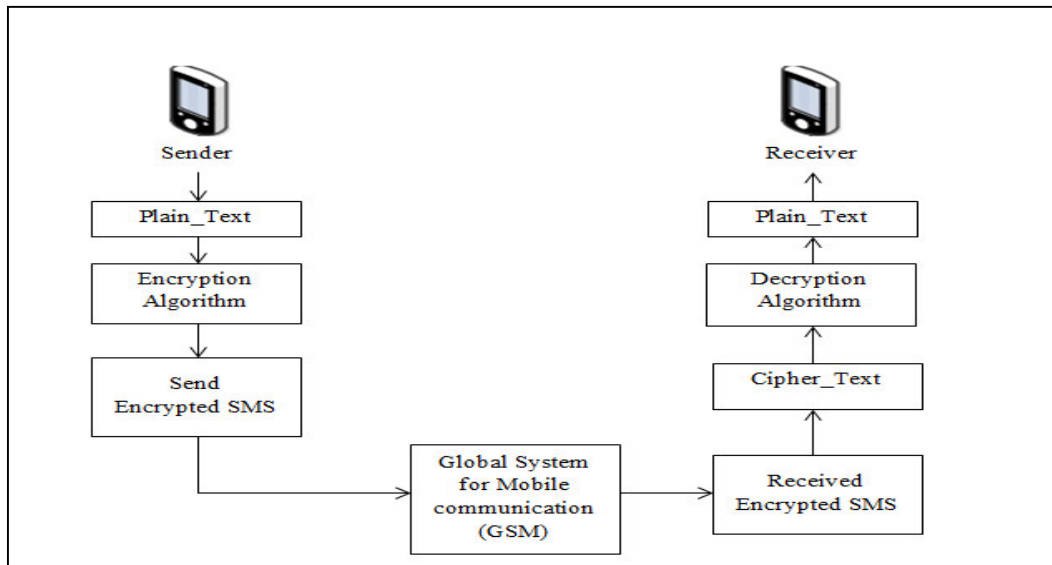 Sender
Plain_Text
Encryption
Algorithm
Send
Encrypted SMS
Global System
for Mobile
communication
(GSM)
Received
Encrypted SMS
Cipher_Text
Decryption
Algorithm
Plain_Text
Receiver